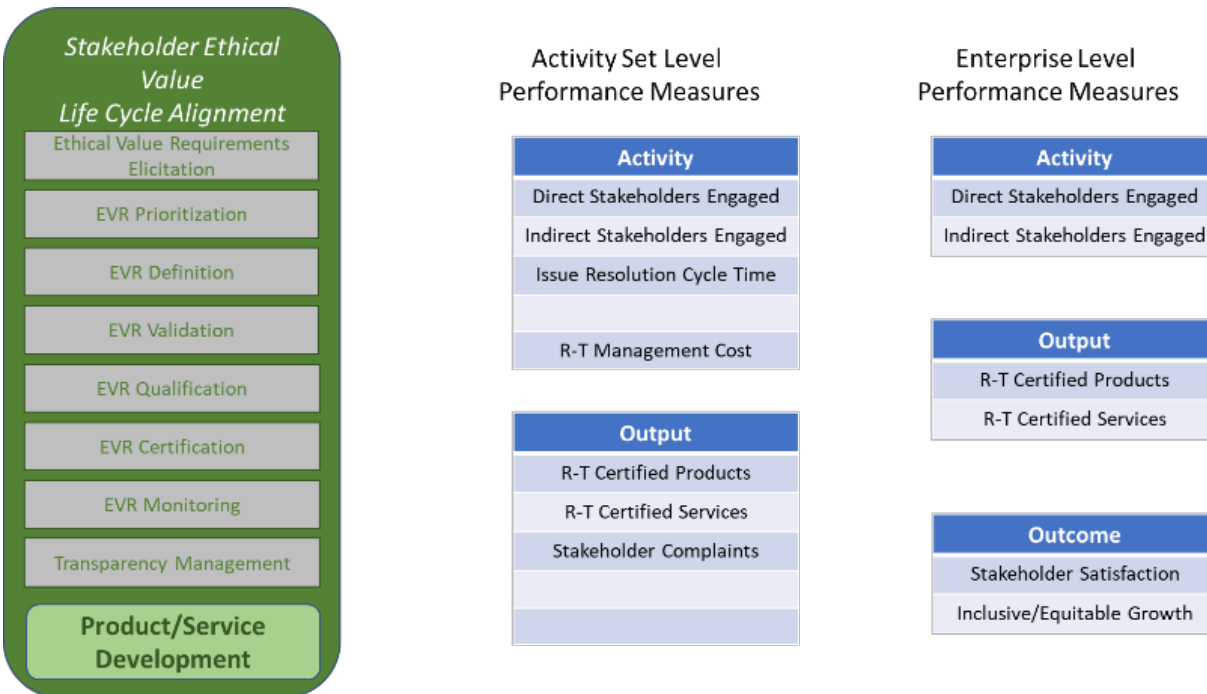 Stakeholder Ethical
Value
Life Cycle Alignment
Ethical Value Requirements
Elicitation
EVR Prioritization
EVR Definition
EVR Validation
EVR Qualification
EVR Certification
EVR Monitoring
Transparency Management
Product/Service
Development
Activity Set Level
Performance Measures
Activity
Direct Stakeholders Engaged
Indirect Stakeholders Engaged
Issue Resolution Cycle Time
R-T Management Cost
Output
R-T Certified Products
R-T Certified Services
Stakeholder Complaints
Enterprise Level
Performance Measures
Activity
Direct Stakeholders Engaged
Indirect Stakeholders Engaged
Output
R-T Certified Products
R-T Certified Services
Outcome
Stakeholder Satisfaction
Inclusive/Equitable Growth